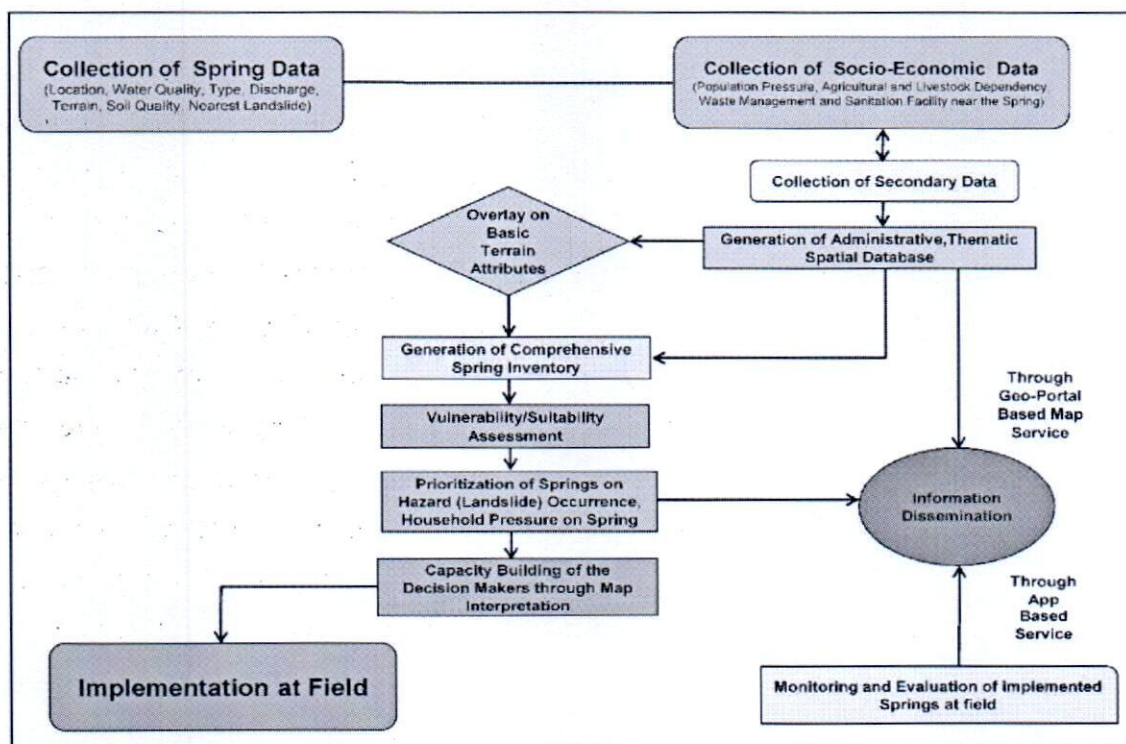 Collection of Spring Data
(Location, Water Quality, Type, Discharge,
Terrain, Soil Quality, Nearest Landslide)
Collection of Socio-Economic Data
(Population Pressure, Agricultural and Livestock Dependency,
Waste Management and Sanitation Facility near the Spring)
Collection of Secondary Data
Overlay on
Basic
Terrain
Attributes
Generation of Administrative,Thematic
Spatial Database
Generation of Comprehensive
Spring Inventory
Through
Geo-Portal
Based Map
Service
Vulnerability/Suitability
Assessment
Prioritization of Springs on
Hazard (Landslide) Occurrence,
Household Pressure on Spring
Information
Dissemination
Capacity Building of the
Decision Makers through Map
Interpretation
Through
App
Based
Service
Implementation at Field
Monitoring and Evaluation of implemented
Springs at field